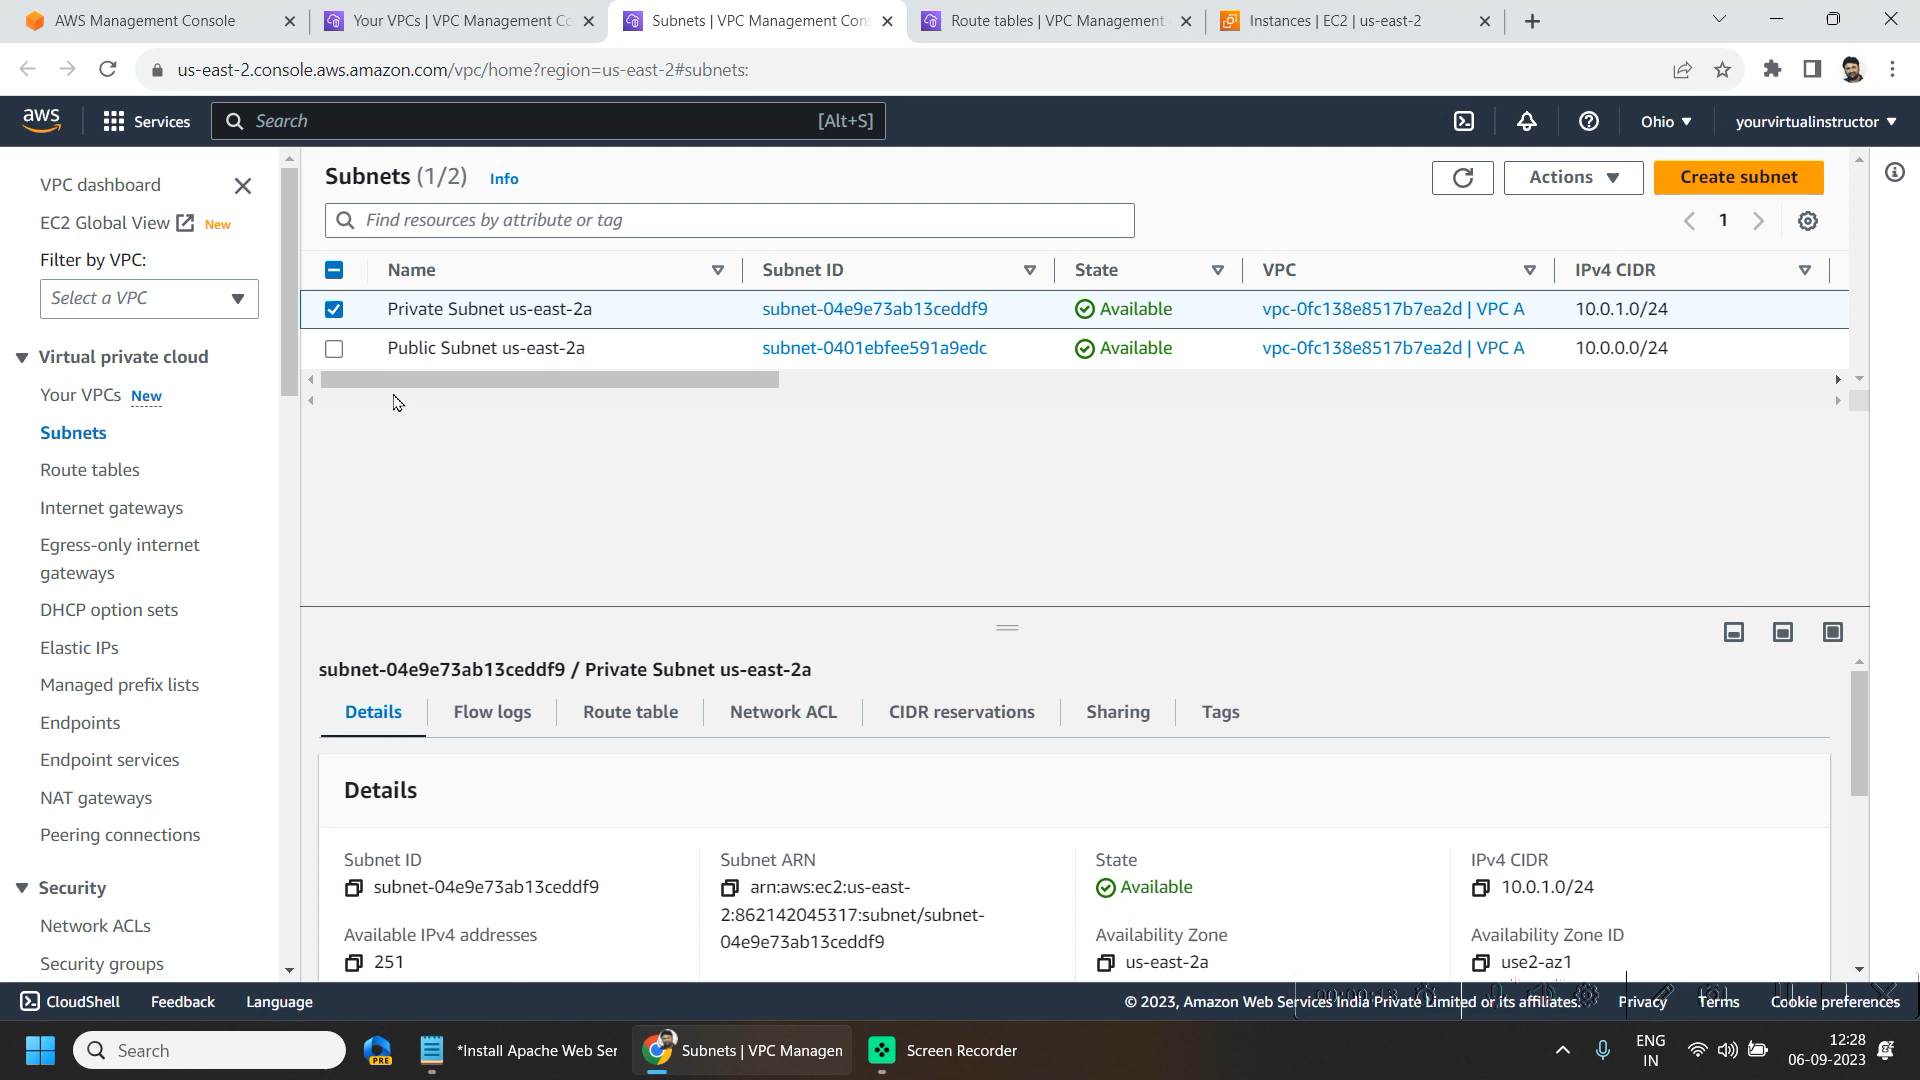 AWS Management Console
Your VPCs | VPC Management Co
Subnets | VPC Management Cons
Route tables | VPC Management
Instances | EC2 | us-east-2
us-east-2.console.aws.amazon.com/vpc/home?region=us-east-2#subnets:
aws
Services
Search
[Alt+S]
Ohio
yourvirtualinstructor
VPC dashboard
EC2 Global View New
Filter by VPC:
Select a VPC
Virtual private cloud
Your VPCs New
Subnets
Route tables
Internet gateways
Egress-only internet
gateways
DHCP option sets
Elastic IPs
Managed prefix lists
Endpoints
Endpoint services
NAT gateways
Peering connections
Security
Network ACLs
Security groups
Subnets (1/2) Info
Actions
Create subnet
Find resources by attribute or tag
1
Name Subnet ID State VPC IPv4 CIDR
Private Subnet us-east-2a subnet-04e9e73ab13ceddf9 Available vpc-0fc138e8517b7ea2d | VPC A 10.0.1.0/24
Public Subnet us-east-2a subnet-0401ebfee591a9edc Available vpc-0fc138e8517b7ea2d | VPC A 10.0.0.0/24
subnet-04e9e73ab13ceddf9 / Private Subnet us-east-2a
Details Flow logs Route table Network ACL CIDR reservations Sharing Tags
Details
Subnet ID
subnet-04e9e73ab13ceddf9
Available IPv4 addresses
251
Subnet ARN
arn:aws:ec2:us-east-
2:862142045317:subnet/subnet-
04e9e73ab13ceddf9
State
Available
Availability Zone
us-east-2a
IPv4 CIDR
10.0.1.0/24
Availability Zone ID
use2-az1
CloudShell Feedback Language
© 2023, Amazon Web Services India Private Limited or its affiliates. Privacy Terms Cookie preferences
Search
PRE
*Install Apache Web Ser
Subnets | VPC Managen
Screen Recorder
ENG
IN
12:28
06-09-2023